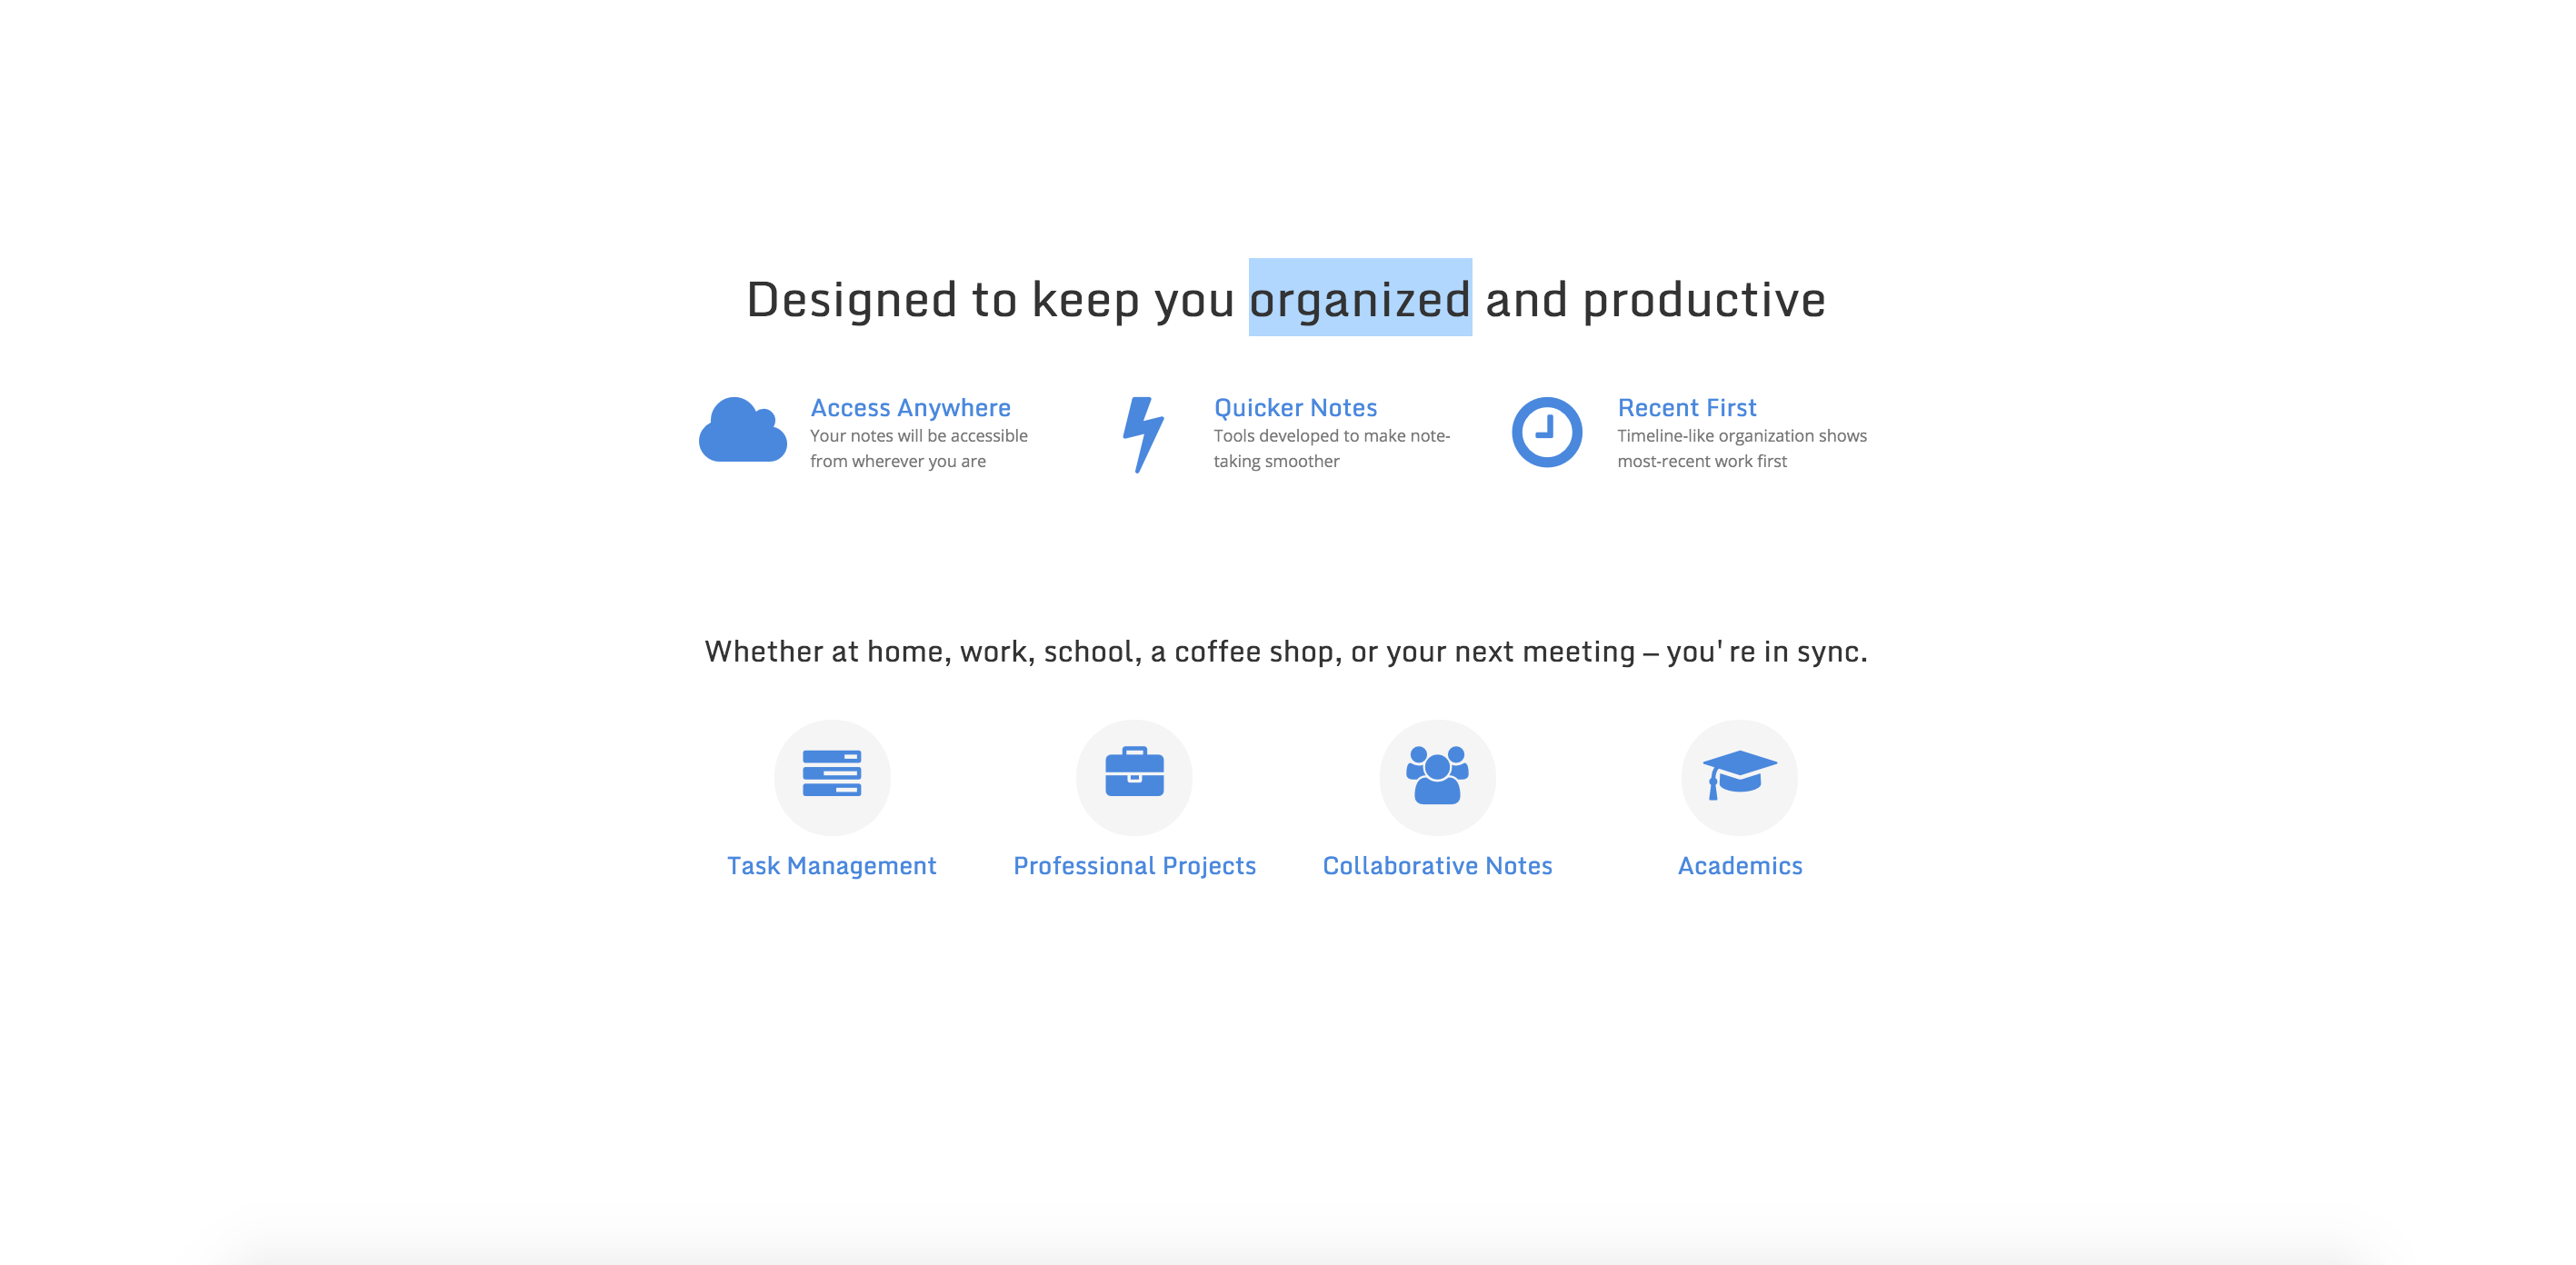 Designed to keep you organized and productive
Access Anywhere
Your notes will be accessible
from wherever you are
Quicker Notes
Tools developed to make note-
taking smoother
Recent First
Timeline-like organization shows
most-recent work first
Whether at home, work, school, a coffee shop, or your next meeting – you're in sync.
Task Management
Professional Projects
Collaborative Notes
Academics